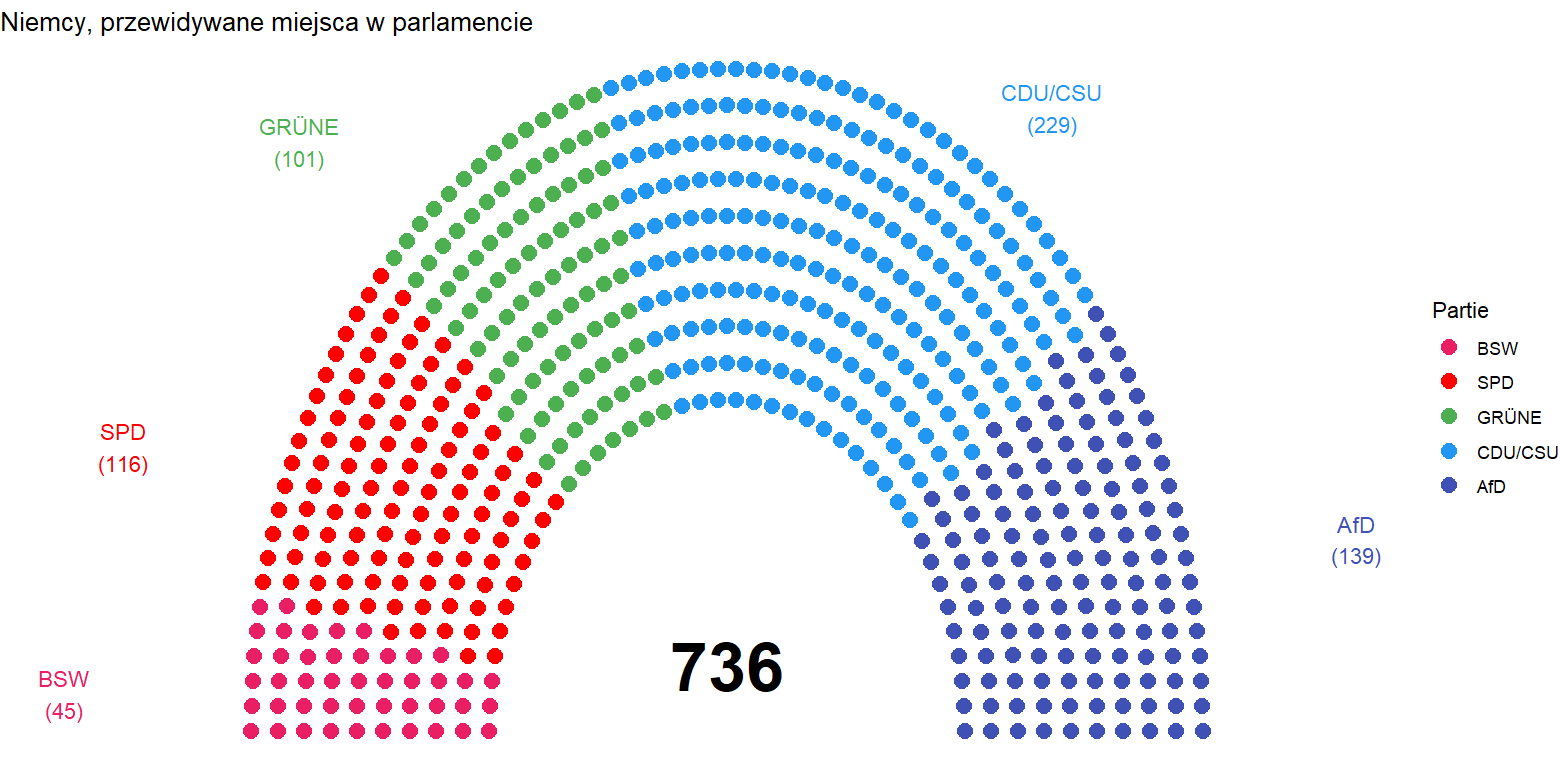 Niemcy, przewidywane miejsca w parlamencie
CDU/CSU
(229)
GRÜNE
(101)
SPD
(116)
AfD
(139)
BSW
(45)
736
Partie
BSW
SPD
GRÜNE
CDU/CSU
AfD